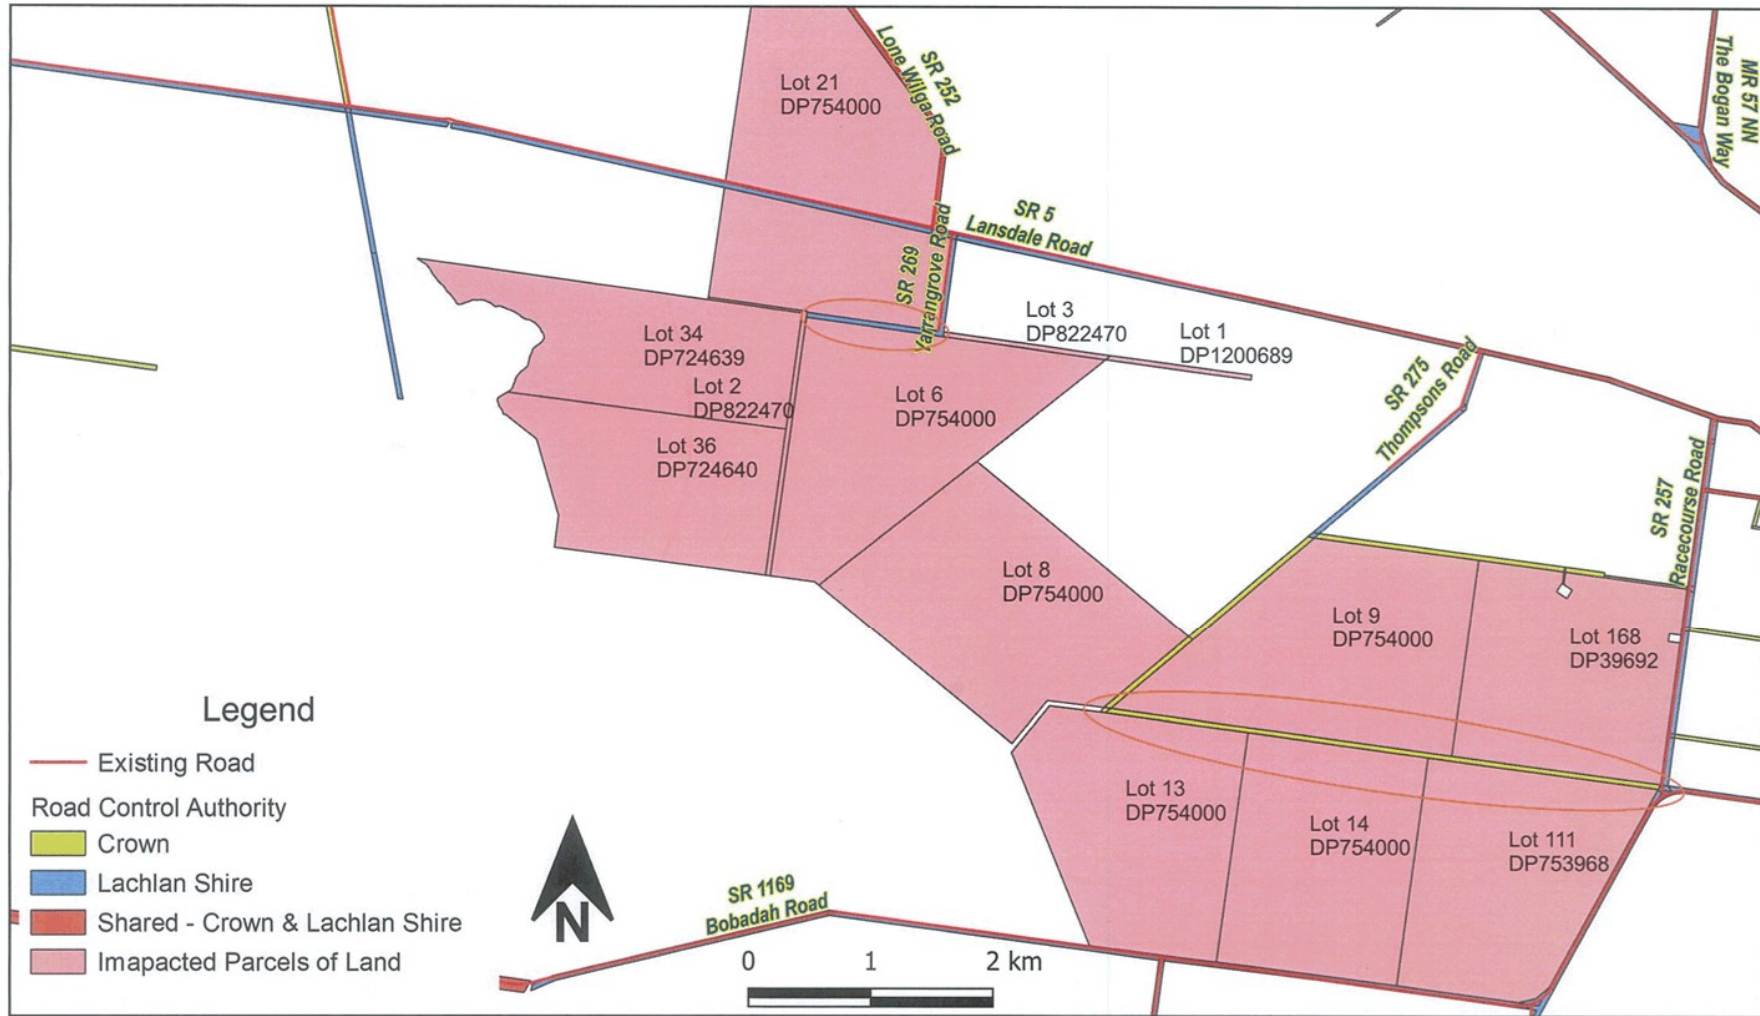 SR 252
Lone Wilga Road
MR 57 NN
The Bogan Way
Lot 21
DP754000
SR 5
Lansdale Road
SR 269
Yarrangrove Road
Lot 3
DP822470
Lot 1
DP1200689
Lot 34
DP724639
Lot 2
DP822470
Lot 6
DP754000
SR 275
Thompsons Road
Lot 36
DP724640
SR 257
Racecourse Road
Lot 8
DP754000
Lot 9
DP754000
Lot 168
DP39692
Lot 13
DP754000
Lot 14
DP754000
Lot 111
DP753968
SR 1169
Bobadah Road
Legend
Existing Road
Road Control Authority
Crown
Lachlan Shire
Shared - Crown & Lachlan Shire
Imapacted Parcels of Land
N
0 1 2 km